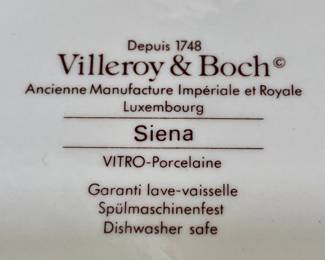 Depuis 1748
Villeroy & Boch©
Ancienne Manufacture Impériale et Royale
Luxembourg
Siena
VITRO-Porcelaine
Garanti lave-vaisselle
Spülmaschinenfest
Dishwasher safe